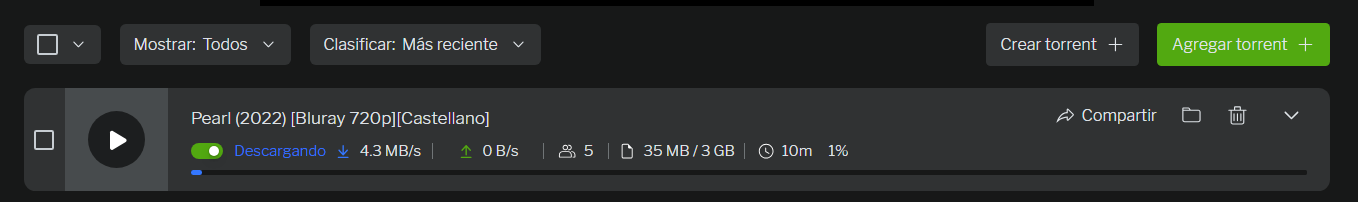 Mostrar: Todos
Clasificar: Más reciente
Crear torrent
Agregar torrent
Pearl (2022) [Bluray 720p][Castellano]
Compartir
Descargando 4.3 MB/s 0 B/s 5 35 MB / 3 GB 10m 1%